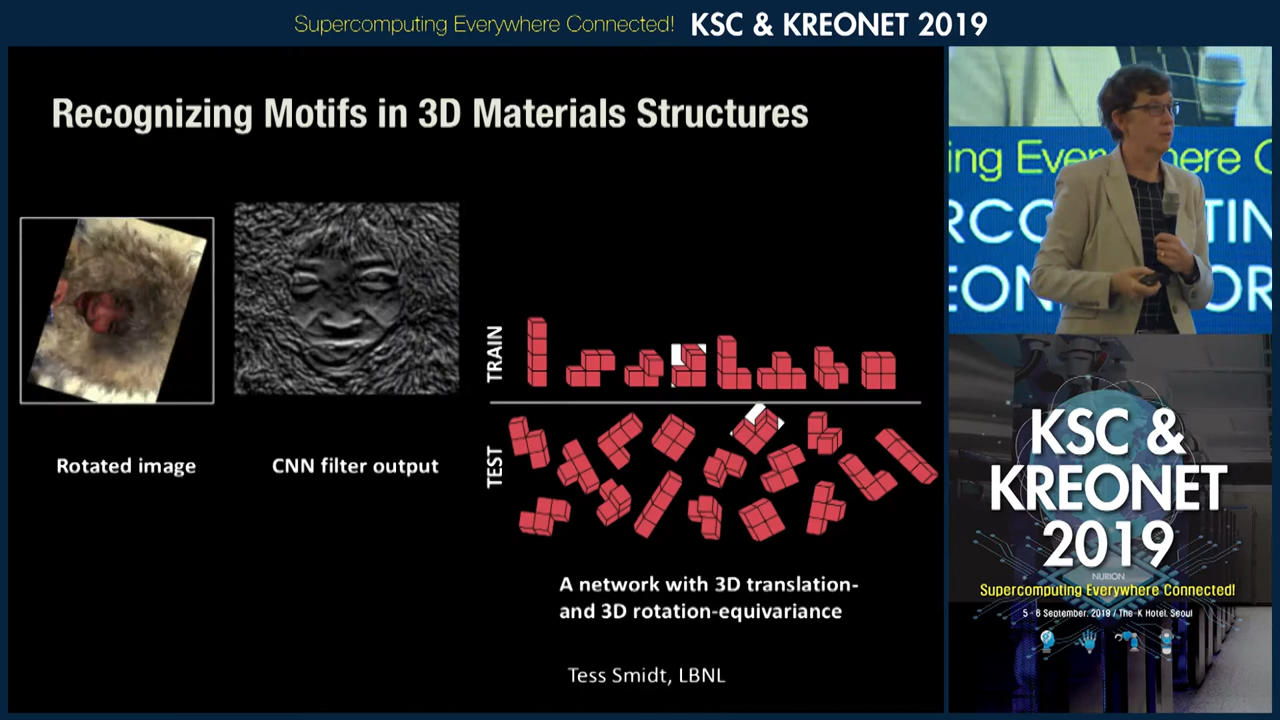 Supercomputing Everywhere Connected! KSC & KREONET 2019
Recognizing Motifs in 3D Materials Structures
Rotated image
CNN filter output
TRAIN
TEST
A network with 3D translation-
and 3D rotation-equivariance
Tess Smidt, LBNL
KSC &
KREONET
2019
NURION
Supercomputing Everywhere Connected!
5 - 6 September, 2019 / The K Hotel, Seoul